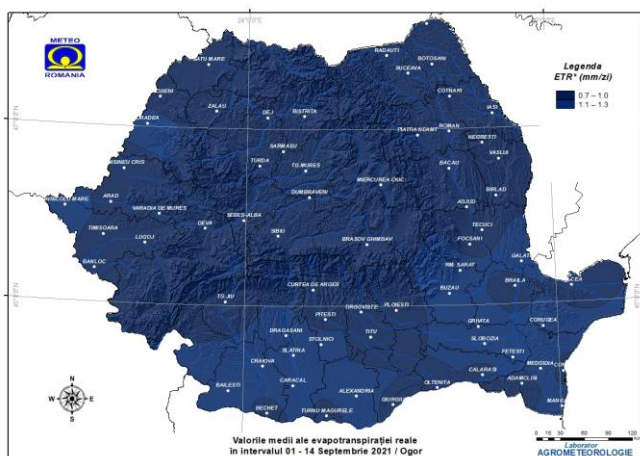 METEO
ROMANIA
Legenda
ETR* (mm/zi)
0.7 – 1.0
1.1 – 1.3
RADAUTI
SATU MARE
BOTOSANI
SUCEAVA
COTNARI
ZALAU
DEJ
BISTRITA
IASI
ROMAN
PIATRA NEAMT
NEGRESTI
SARMASU
VASLUI
TURDA
TG.MURES
BACAU
MIERCUREA CIUC
DUMBRAVENI
BIRLAD
ARAD
ADJUD
VARADIA DE MURES
SEBES-ALBA
DEVA
TIMISOARA
TECUCI
SIBIU
LUGOJ
BRASOV GHIMBAV
FOCSANI
BANLOC
GALATI
RM. SARAT
BRAILA
CURTEA DE ARGES
BUZAU
TG.JIU
PLOIESTI
PITESTI
GRIVITA
CORUGEA
DRAGASANI
TITU
STOLNICI
SLOBOZIA
SLATINA
FETESTI
CRAIOVA
MEDGIDIA
CALARASI
CARACAL
ADAMCLISI
BAILESTI
OLTENITA
ALEXANDRIA
GIURGIU
BECHET
TURNU MAGURELE
N
W
E
S
Valorile medii ale evapotranspirației reale
în intervalul 01 - 14 Septembrie 2021 / Ogor
Laborator
AGROMETEOROLOGIE